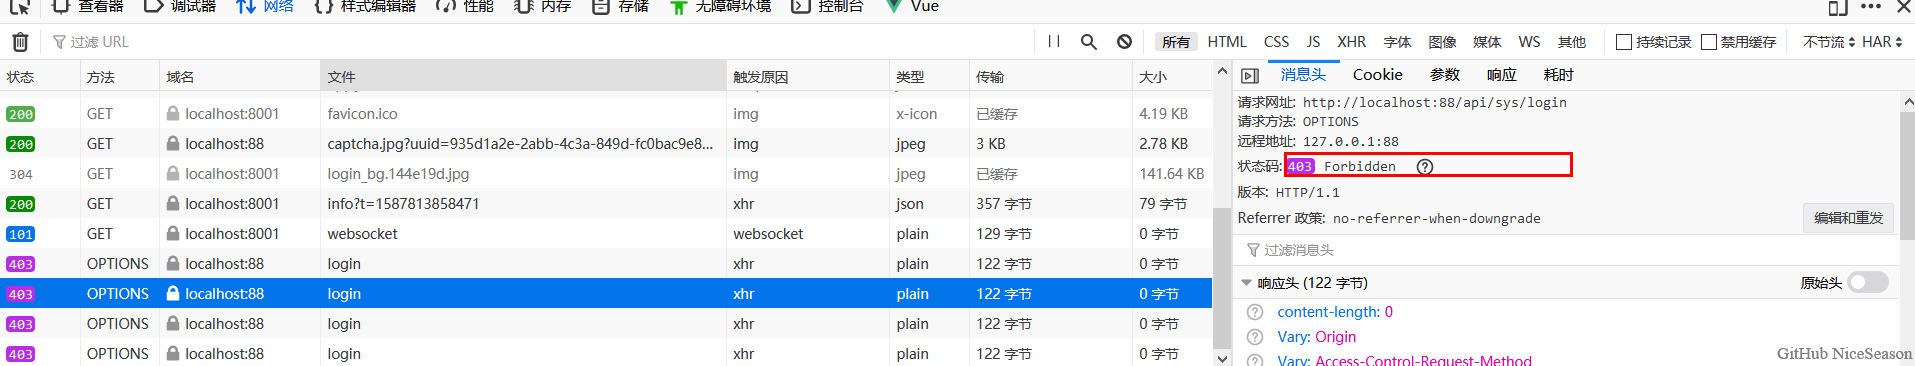 查看器 调试器 网络 样式编辑器 性能 内存 存储 无障碍环境 控制台 Vue
过滤 URL 所有 HTML CSS JS XHR 字体 图像 媒体 WS 其他 持续记录 禁用缓存 不节流 HAR
状态 方法 域名 文件 触发原因 类型 传输 大小
200 GET localhost:8001 favicon.ico img x-icon 已缓存 4.19 KB
200 GET localhost:88 captcha.jpg?uuid=935d1a2e-2abb-4c3a-849d-fc0bac9e8... img jpeg 3 KB 2.78 KB
304 GET localhost:8001 login_bg.144e19d.jpg img jpeg 已缓存 141.64 KB
200 GET localhost:8001 info?t=1587813858471 xhr json 357 字节 79 字节
101 GET localhost:8001 websocket websocket plain 129 字节 0 字节
403 OPTIONS localhost:88 login xhr plain 122 字节 0 字节
403 OPTIONS localhost:88 login xhr plain 122 字节 0 字节
403 OPTIONS localhost:88 login xhr plain 122 字节 0 字节
403 OPTIONS localhost:88 login xhr plain 122 字节 0 字节
消息头 Cookie 参数 响应 耗时
请求网址: http://localhost:88/api/sys/login
请求方法: OPTIONS
远程地址: 127.0.0.1:88
状态码: 403 Forbidden
版本: HTTP/1.1
Referrer 政策: no-referrer-when-downgrade 编辑和重发
过滤消息头
响应头 (122 字节) 原始头
content-length: 0
Vary: Origin
Vary: Access-Control-Request-Method
GitHub NiceSeason